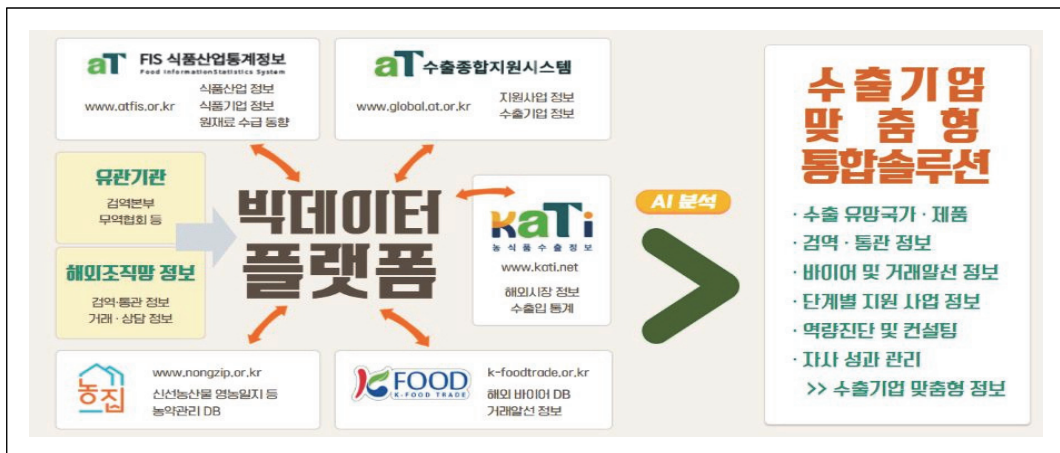 aT FIS 식품산업통계정보
Food InformationStatistics System
www.atfis.or.kr
식품산업 정보
식품기업 정보
원재료 수급 동향
aT 수출종합지원시스템
www.global.at.or.kr
지원사업 정보
수출기업 정보
유관기관
검역본부
무역협회 등
해외조직망 정보
검역·통관 정보
거래·상담 정보
빅데이터
플랫폼
KaTi
농식품수출정보
www.kati.net
해외시장 정보
수출입 통계
농집
www.nongzip.or.kr
신선농산물 영농일지 등
농약관리 DB
K FOOD
K-FOOD TRADE
k-foodtrade.or.kr
해외 바이어 DB
거래알선 정보
AI 분석
수출기업
맞춤형
통합솔루션
· 수출 유망국가 · 제품
· 검역 · 통관 정보
· 바이어 및 거래알선 정보
· 단계별 지원 사업 정보
· 역량진단 및 컨설팅
· 자사 성과 관리
>> 수출기업 맞춤형 정보